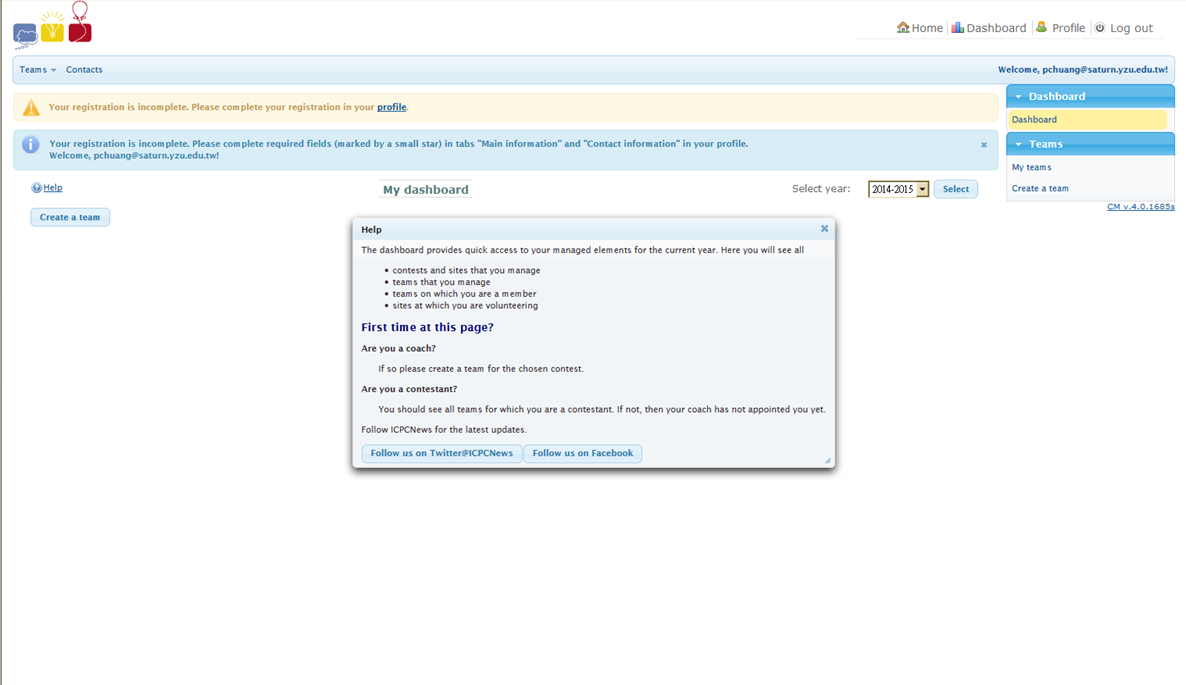 Home Dashboard Profile Log out
Teams Contacts
Welcome, pchuang@saturn.yzu.edu.tw!
Your registration is incomplete. Please complete your registration in your profile.
Your registration is incomplete. Please complete required fields (marked by a small star) in tabs "Main information" and "Contact information" in your profile.
Welcome, pchuang@saturn.yzu.edu.tw!
Dashboard
Dashboard
Teams
My teams
Create a team
CM v.4.0.1685s
Help
My dashboard
Select year: 2014-2015 Select
Create a team
Help
The dashboard provides quick access to your managed elements for the current year. Here you will see all
• contests and sites that you manage
• teams that you manage
• teams on which you are a member
• sites at which you are volunteering
First time at this page?
Are you a coach?
If so please create a team for the chosen contest.
Are you a contestant?
You should see all teams for which you are a contestant. If not, then your coach has not appointed you yet.
Follow ICPCNews for the latest updates.
Follow us on Twitter@ICPCNews Follow us on Facebook